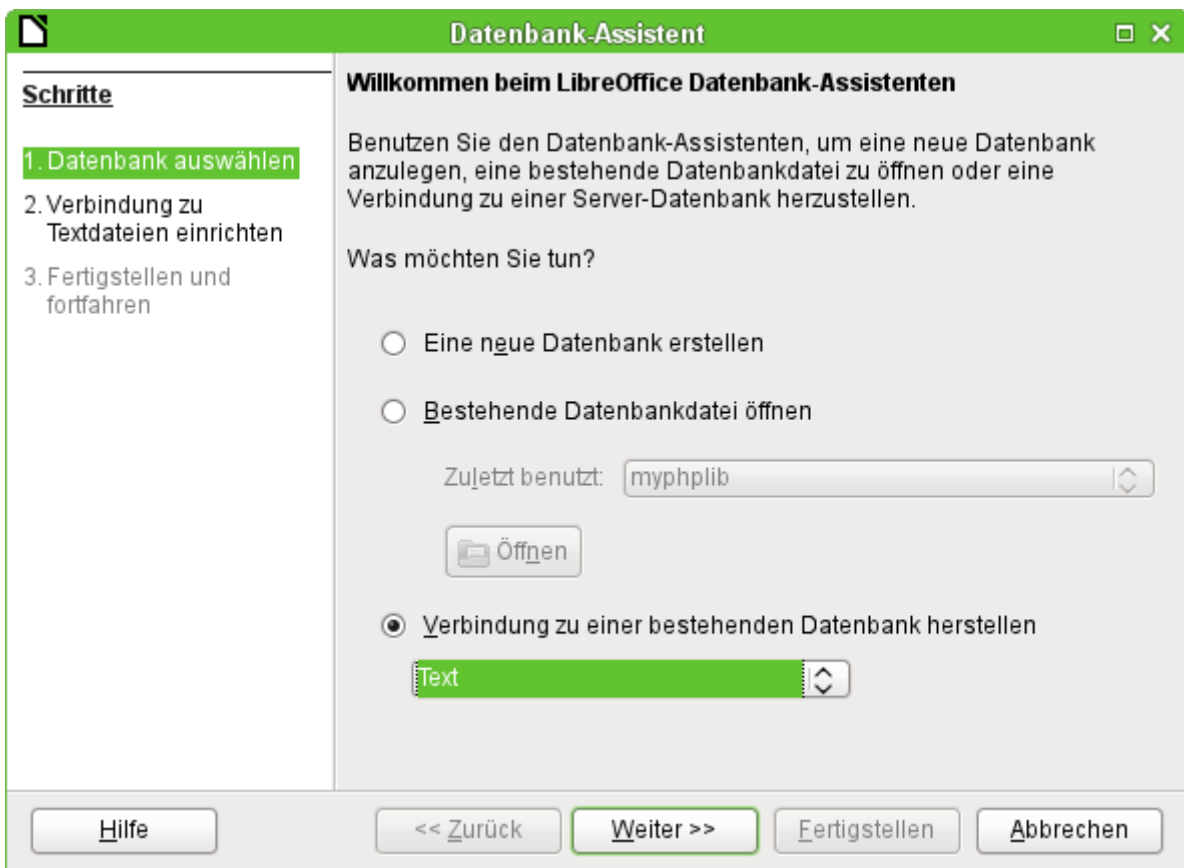 Datenbank-Assistent
Schritte
1. Datenbank auswählen
2. Verbindung zu
Textdateien einrichten
3. Fertigstellen und
fortfahren
Willkommen beim LibreOffice Datenbank-Assistenten
Benutzen Sie den Datenbank-Assistenten, um eine neue Datenbank
anzulegen, eine bestehende Datenbankdatei zu öffnen oder eine
Verbindung zu einer Server-Datenbank herzustellen.
Was möchten Sie tun?
Eine neue Datenbank erstellen
Bestehende Datenbankdatei öffnen
Zuletzt benutzt: myphplib
Öffnen
Verbindung zu einer bestehenden Datenbank herstellen
Text
Hilfe << Zurück Weiter >> Fertigstellen Abbrechen